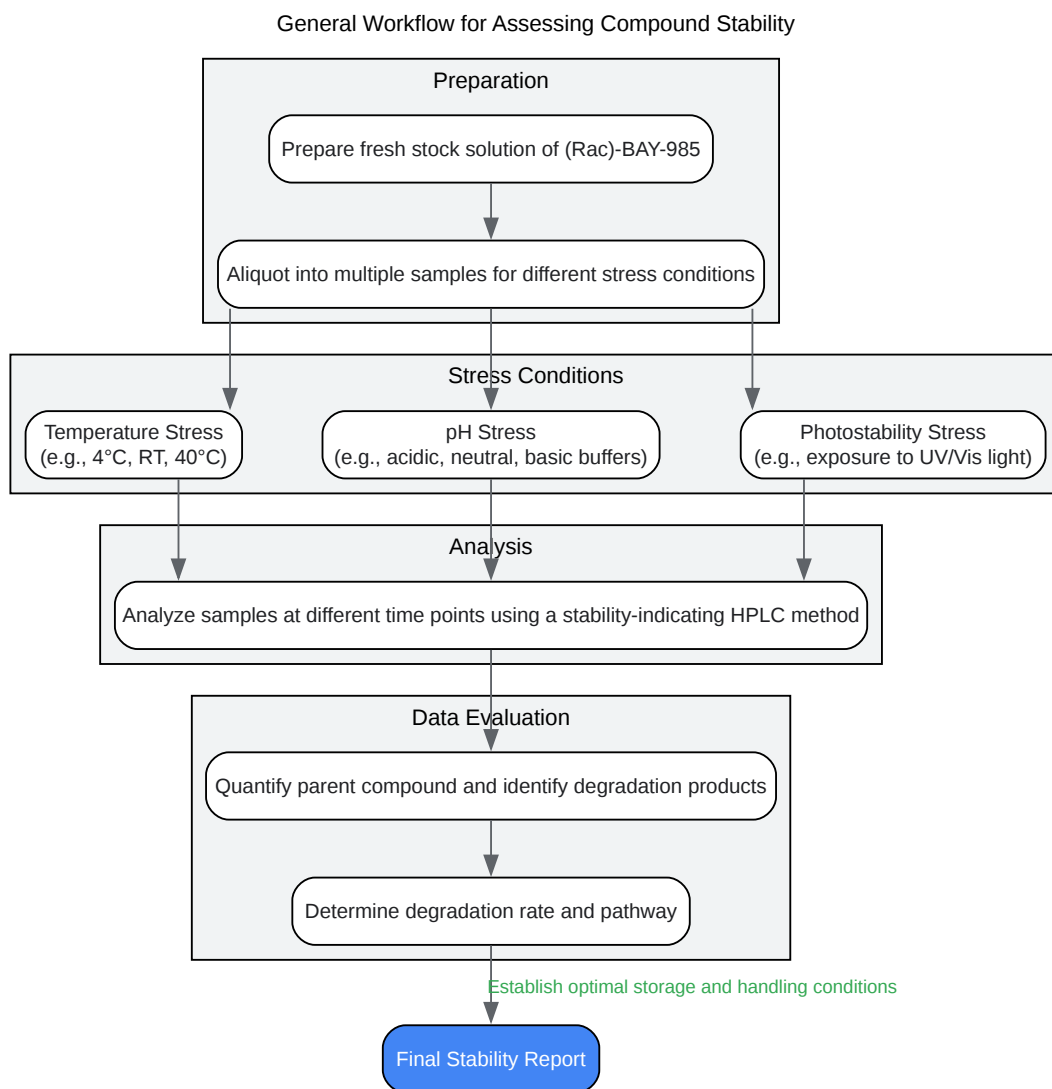 General Workflow for Assessing Compound Stability
Preparation
Prepare fresh stock solution of (Rac)-BAY-985
Aliquot into multiple samples for different stress conditions
Stress Conditions
Temperature Stress
(e.g., 4°C, RT, 40°C)
pH Stress
(e.g., acidic, neutral, basic buffers)
Photostability Stress
(e.g., exposure to UV/Vis light)
Analysis
Analyze samples at different time points using a stability-indicating HPLC method
Data Evaluation
Quantify parent compound and identify degradation products
Determine degradation rate and pathway
Establish optimal storage and handling conditions
Final Stability Report